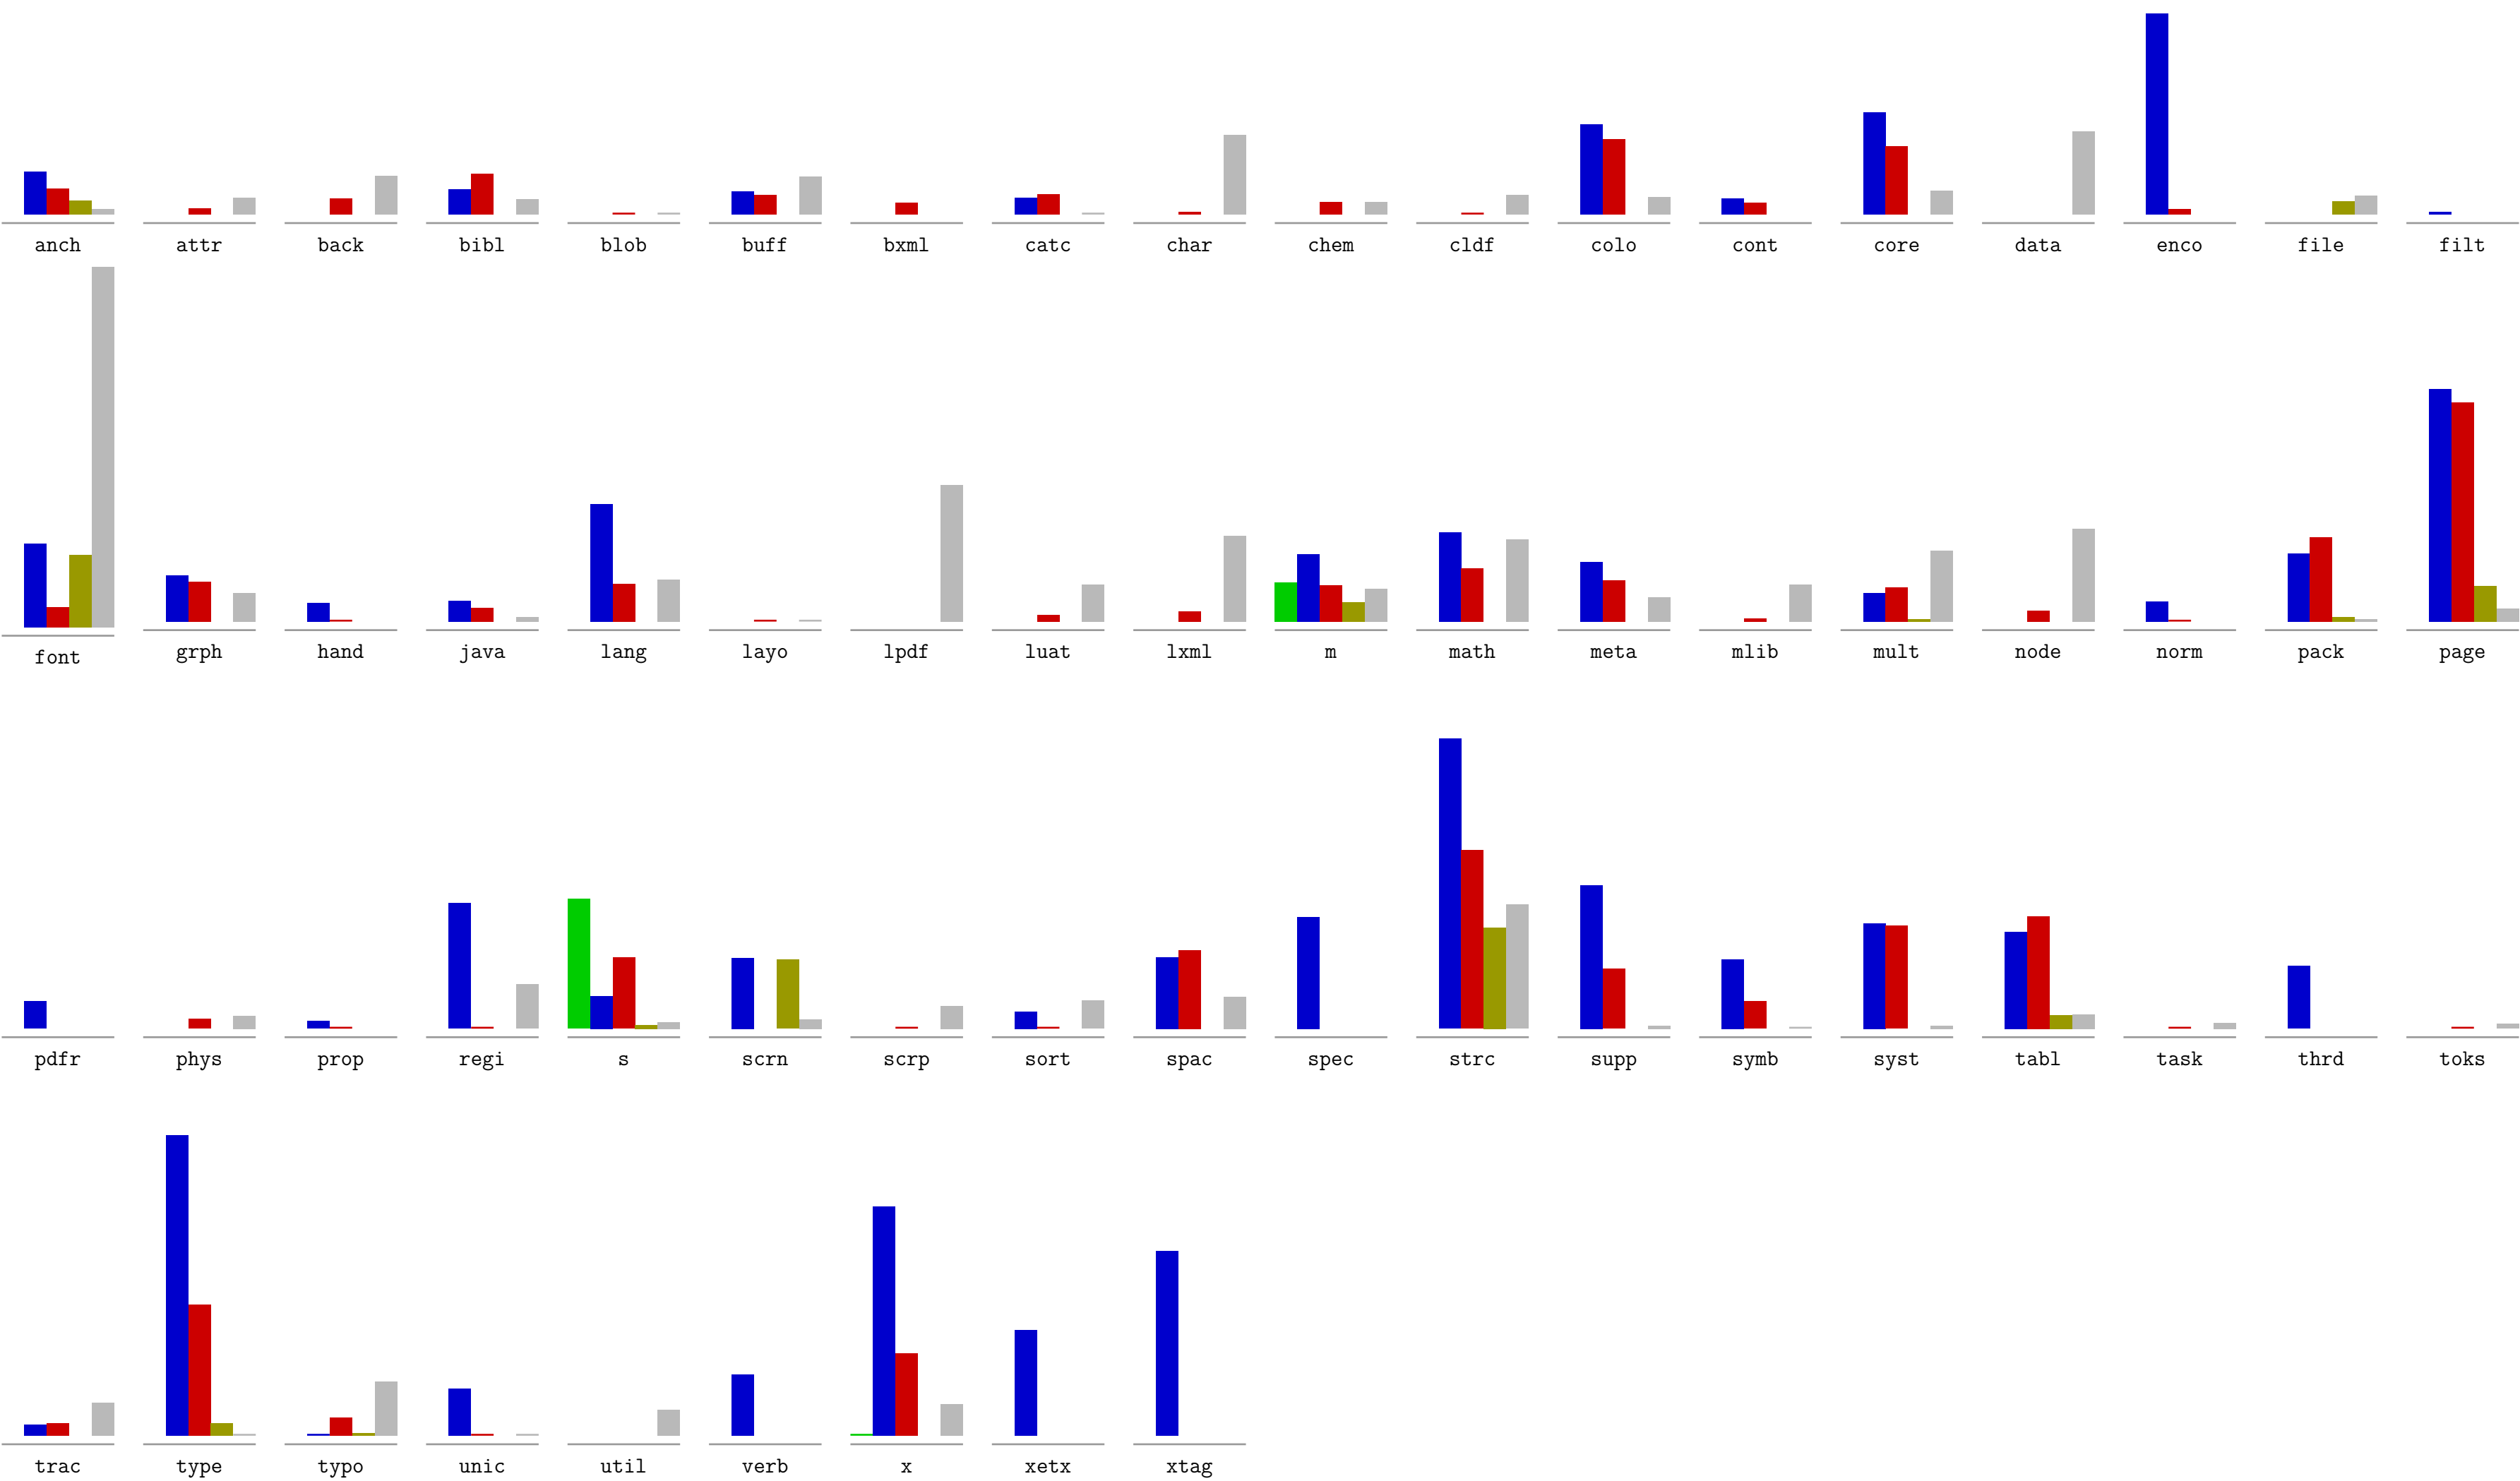 anch attr back bibl blob buff bxml catc char chem cldf colo cont core data enco file filt
font grph hand java lang layo lpdf luat lxml m math meta mlib mult node norm pack page
pdfr phys prop regi s scrn scrp sort spac spec strc supp symb syst tabl task thrd toks
trac type typo unic util verb x xetx xtag